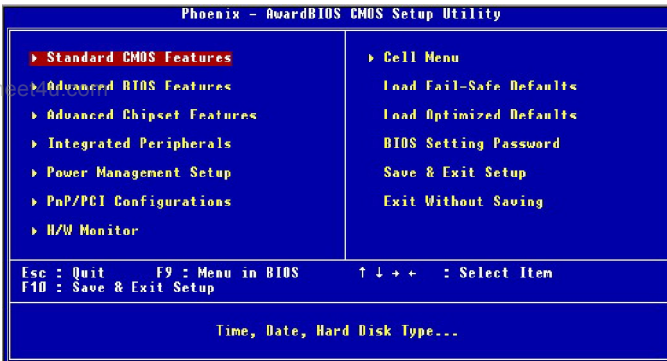 Phoenix - AwardBIOS CMOS Setup Utility
▸ Standard CMOS Features
▸ Advanced BIOS Features
▸ Advanced Chipset Features
▸ Integrated Peripherals
▸ Power Management Setup
▸ PnP/PCI Configurations
▸ H/W Monitor
▸ Cell Menu
Load Fail-Safe Defaults
Load Optimized Defaults
BIOS Setting Password
Save & Exit Setup
Exit Without Saving
Esc : Quit F9 : Menu in BIOS ↑ ↓ → ← : Select Item
F10 : Save & Exit Setup
Time, Date, Hard Disk Type...
eet4u.com